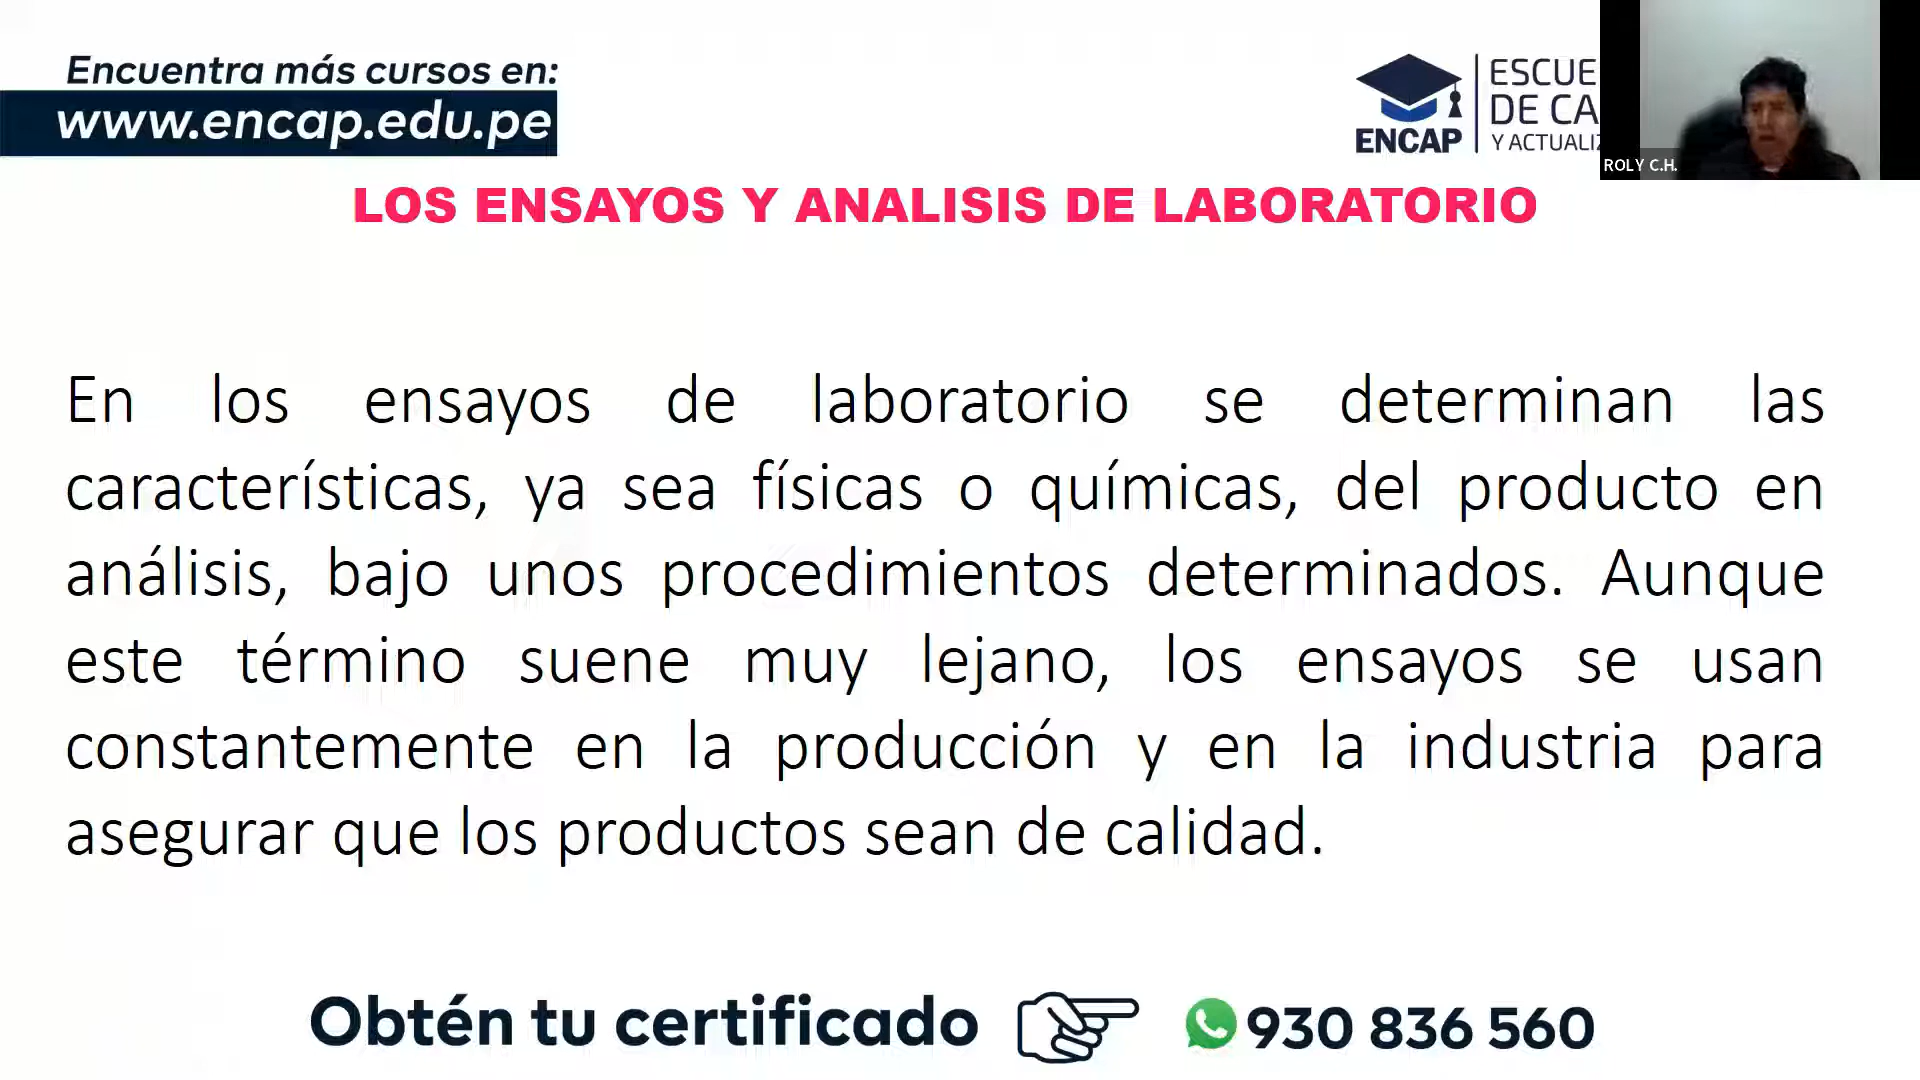 Encuentra más cursos en:
www.encap.edu.pe
ENCAP
DE
ROLY C.H.
LOS ENSAYOS Y ANALISIS DE LABORATORIO
En los ensayos de laboratorio se determinan las
características, ya sea físicas o químicas, del producto en
análisis, bajo unos procedimientos determinados. Aunque
este término suene muy lejano, los ensayos se usan
constantemente en la producción y en la industria para
asegurar que los productos sean de calidad.
Obtén tu certificado
930 836 560